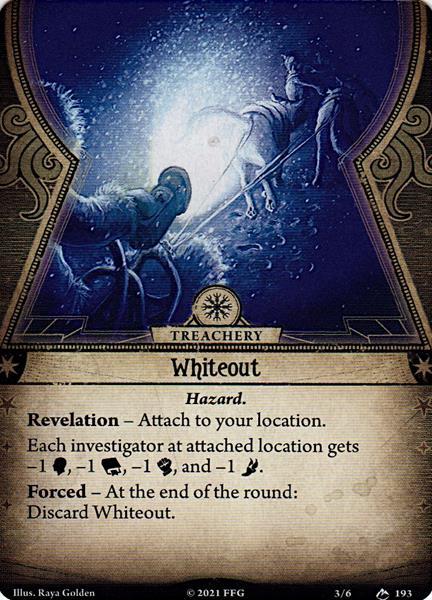 TREACHERY
Whiteout
Hazard.
Revelation – Attach to your location.
Each investigator at attached location gets
–1 , –1 , –1 , and –1 .
Forced – At the end of the round:
Discard Whiteout.
Illus. Raya Golden © 2021 FFG 3/6 193